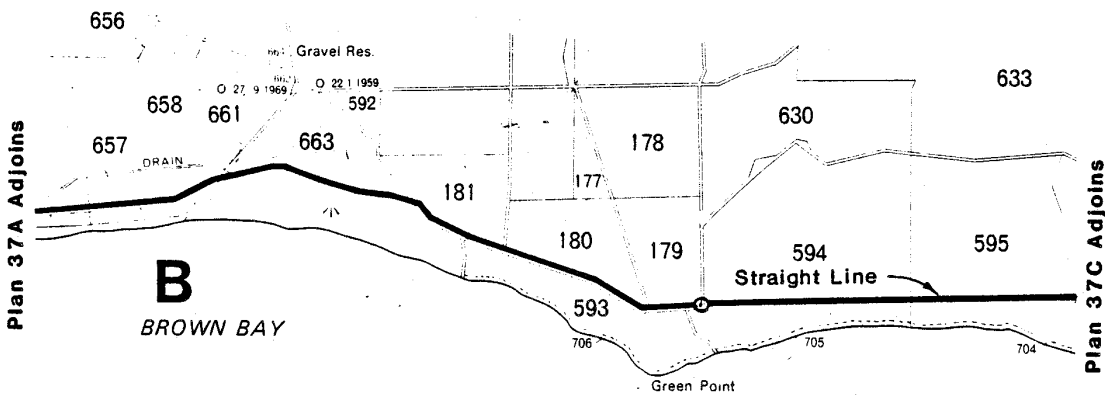 656
Gravel Res.
633
27 9 1969
22 1 1959
658
661
592
630
657
663
178
DRAIN
177
181
180
179
594
595
Straight Line
Plan 37A Adjoins
Plan 37C Adjoins
B
BROWN BAY
593
706
705
704
Green Point